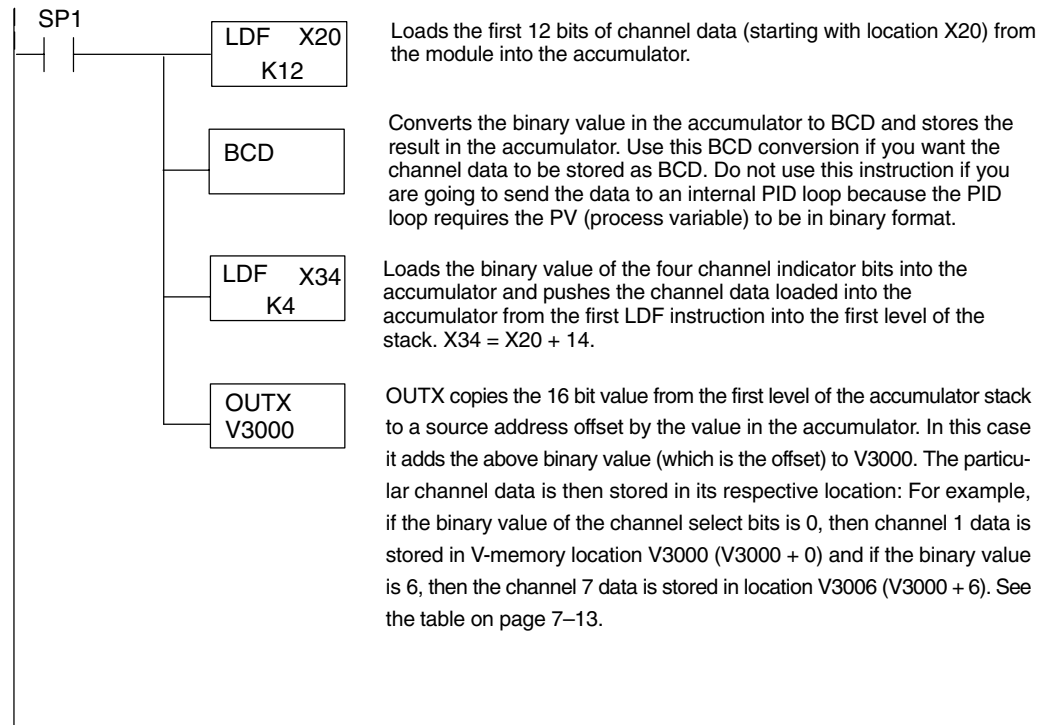 SP1
LDF X20
K12
Loads the first 12 bits of channel data (starting with location X20) from
the module into the accumulator.
BCD
Converts the binary value in the accumulator to BCD and stores the
result in the accumulator. Use this BCD conversion if you want the
channel data to be stored as BCD. Do not use this instruction if you
are going to send the data to an internal PID loop because the PID
loop requires the PV (process variable) to be in binary format.
LDF X34
K4
Loads the binary value of the four channel indicator bits into the
accumulator and pushes the channel data loaded into the
accumulator from the first LDF instruction into the first level of the
stack. X34 = X20 + 14.
OUTX
V3000
OUTX copies the 16 bit value from the first level of the accumulator stack
to a source address offset by the value in the accumulator. In this case
it adds the above binary value (which is the offset) to V3000. The particu-
lar channel data is then stored in its respective location: For example,
if the binary value of the channel select bits is 0, then channel 1 data is
stored in V-memory location V3000 (V3000 + 0) and if the binary value
is 6, then the channel 7 data is stored in location V3006 (V3000 + 6). See
the table on page 7–13.